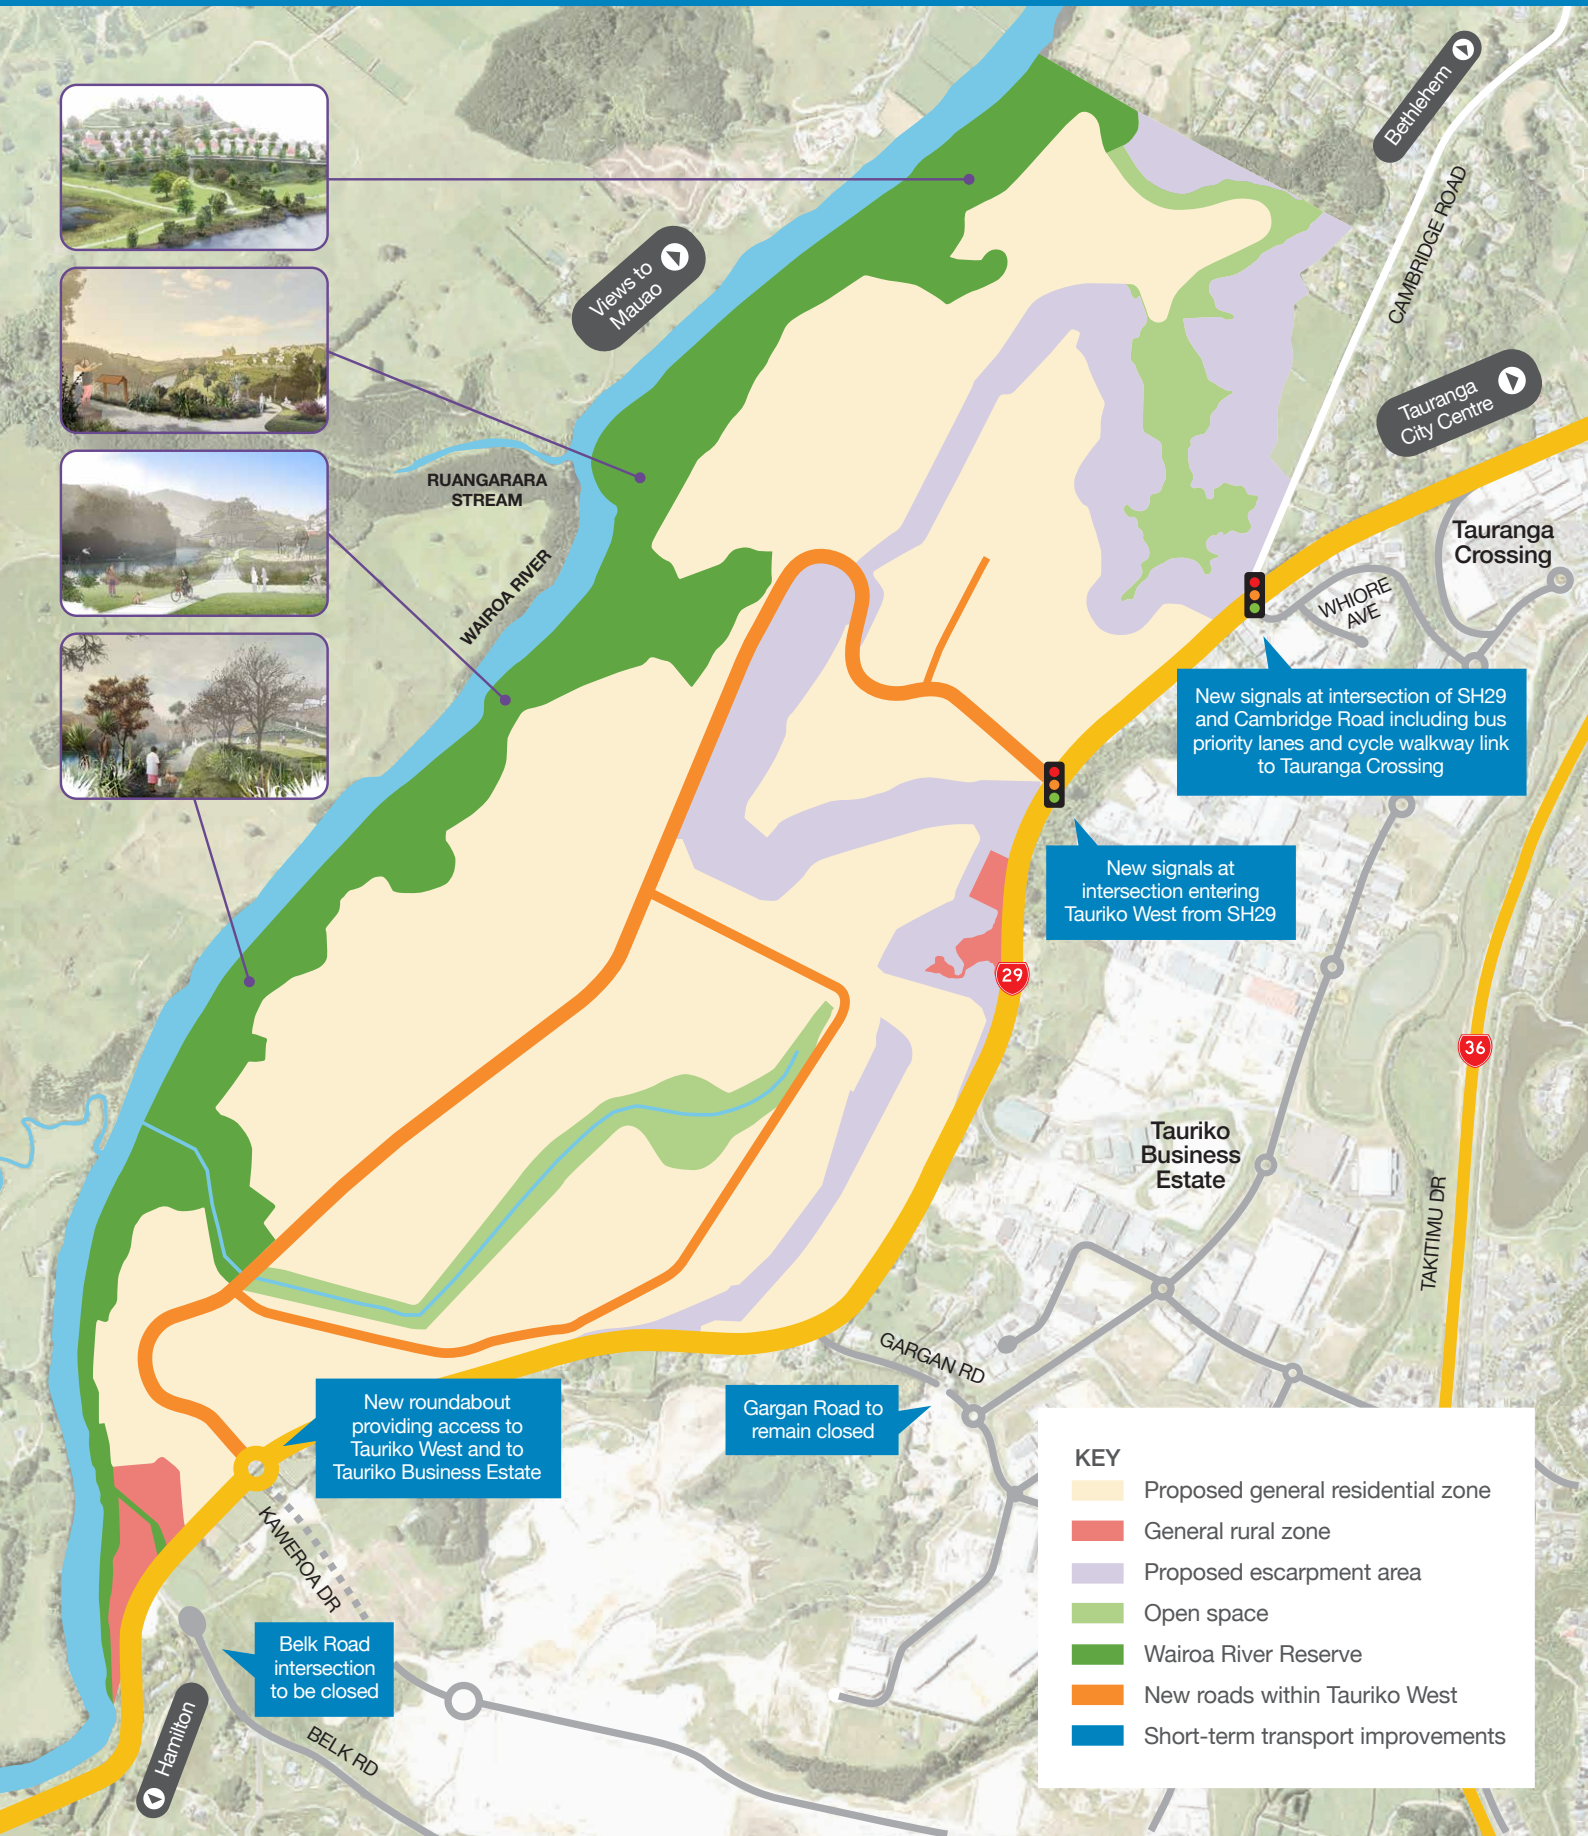 Bethlehem
CAMBRIDGE ROAD
Views to
Mauao
Tauranga
City Centre
RUANGARARA
STREAM
WAIROA RIVER
Tauranga
Crossing
WHIORE
AVE
New signals at intersection of SH29
and Cambridge Road including bus
priority lanes and cycle walkway link
to Tauranga Crossing
New signals at
intersection entering
Tauriko West from SH29
29
36
Tauriko
Business
Estate
TAKITIMU DR
GARGAN RD
Gargan Road to
remain closed
New roundabout
providing access to
Tauriko West and to
Tauriko Business Estate
KAWEROA DR
Belk Road
intersection
to be closed
BELK RD
Hamilton
KEY
Proposed general residential zone
General rural zone
Proposed escarpment area
Open space
Wairoa River Reserve
New roads within Tauriko West
Short-term transport improvements